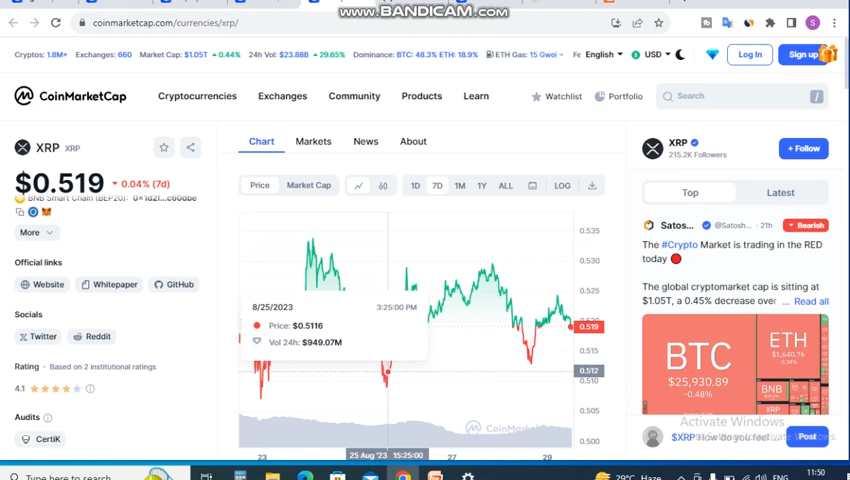 www.BANDICAM.com
coinmarketcap.com/currencies/xrp/
S
Cryptos: 1.8M+ Exchanges: 660 Market Cap: $1.05T 0.44% 24h Vol: $23.88B 29.65% Dominance: BTC: 48.3% ETH: 18.9% ETH Gas: 15 Gwei Fe English USD Log In Sign up
CoinMarketCap Cryptocurrencies Exchanges Community Products Learn Watchlist Portfolio Search /
XRP XRP
$0.519 0.04% (7d)
BNB Smart Chain (BEP20)
More
Official links
Website Whitepaper GitHub
Socials
Twitter Reddit
Rating · Based on 2 institutional ratings
4.1
Audits
CertiK
Chart Markets News About
Price Market Cap 1D 7D 1M 1Y ALL LOG
0.535
0.530
0.525
0.520
0.519
0.515
0.512
0.510
0.505
0.500
8/25/2023 3:25:00 PM
Price: $0.5116
Vol 24h: $949.07M
CoinMarketCap
23 25 Aug '23 15:25:00 27 29
XRP
215.2K Followers
+ Follow
Top Latest
Satos... @Satosh... · 21h Bearish
The #Crypto Market is trading in the RED
today
The global cryptomarket cap is sitting at
$1.05T, a 0.45% decrease over ... Read all
BTC
$25,930.89
-0.48%
ETH
$1,640.76
BNB
XRP
Activate Windows
$XRP How do you feel Post
Type here to search
29°C Haze ENG 11:50